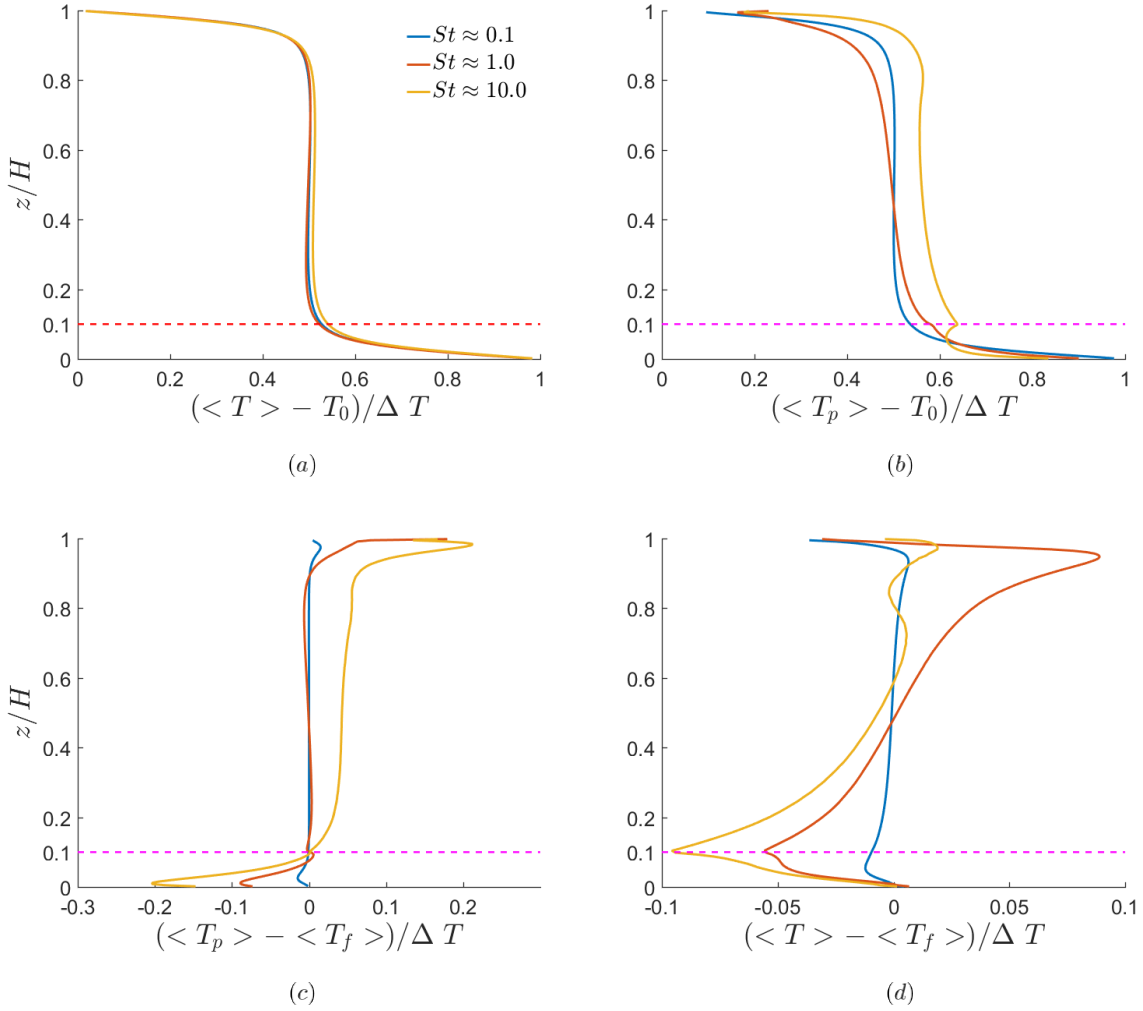 1
0.8
0.6
0.4
0.2
0.1
0
z/H
St ≈ 0.1
St ≈ 1.0
St ≈ 10.0
0 0.2 0.4 0.6 0.8 1
(< T > − T₀)/Δ T
(a)
1
0.8
0.6
0.4
0.2
0.1
0
0 0.2 0.4 0.6 0.8 1
(< Tₚ > − T₀)/Δ T
(b)
1
0.8
0.6
0.4
0.2
0.1
0
z/H
-0.3 -0.2 -0.1 0 0.1 0.2
(< Tₚ > − < T_f >)/Δ T
(c)
1
0.8
0.6
0.4
0.2
0.1
0
-0.1 -0.05 0 0.05 0.1
(< T > − < T_f >)/Δ T
(d)